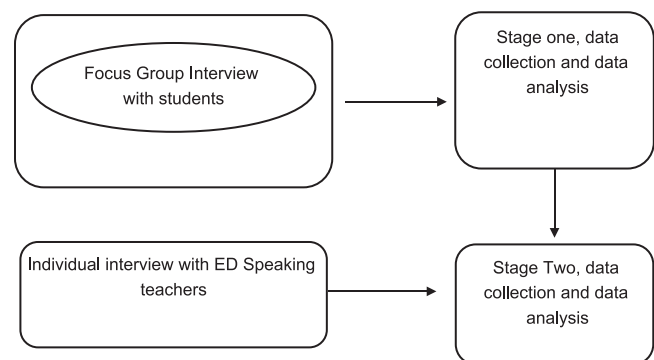 Focus Group Interview
with students
Stage one, data
collection and data
analysis
Individual interview with ED Speaking
teachers
Stage Two, data
collection and data
analysis